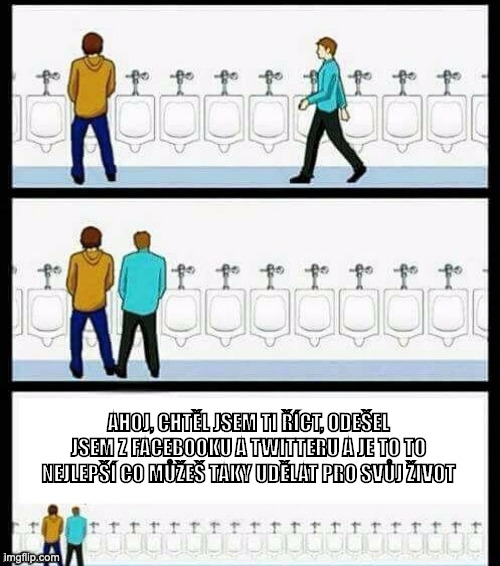 AHOJ, CHTĚL JSEM TI ŘÍCT, ODEŠEL
JSEM Z FACEBOOKU A TWITTERU A JE TO TO
NEJLEPŠÍ CO MŮŽEŠ TAKY UDĚLAT PRO SVŮJ ŽIVOT
imgflip.com